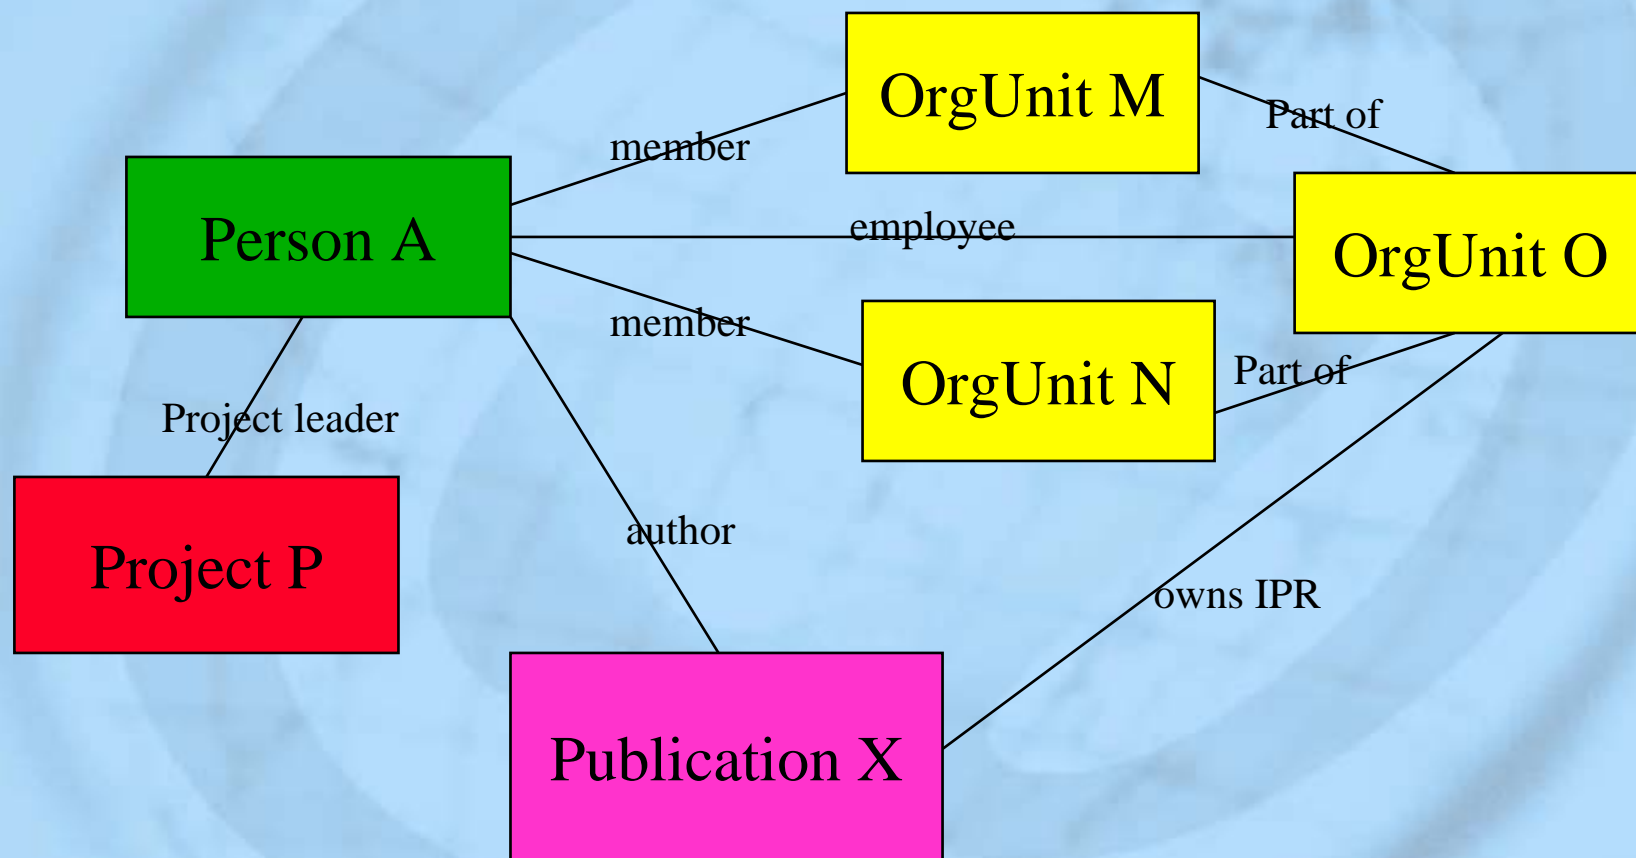 OrgUnit M
Part of
member
Person A
employee
OrgUnit O
member
OrgUnit N
Part of
Project leader
author
Project P
owns IPR
Publication X